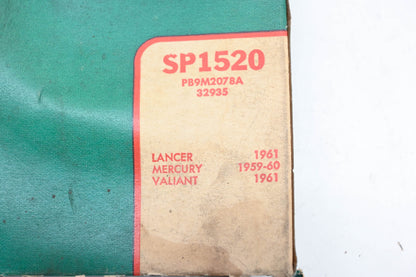 SP1520
PB9M2078A
32935
LANCER 1961
MERCURY 1959-60
VALIANT 1961